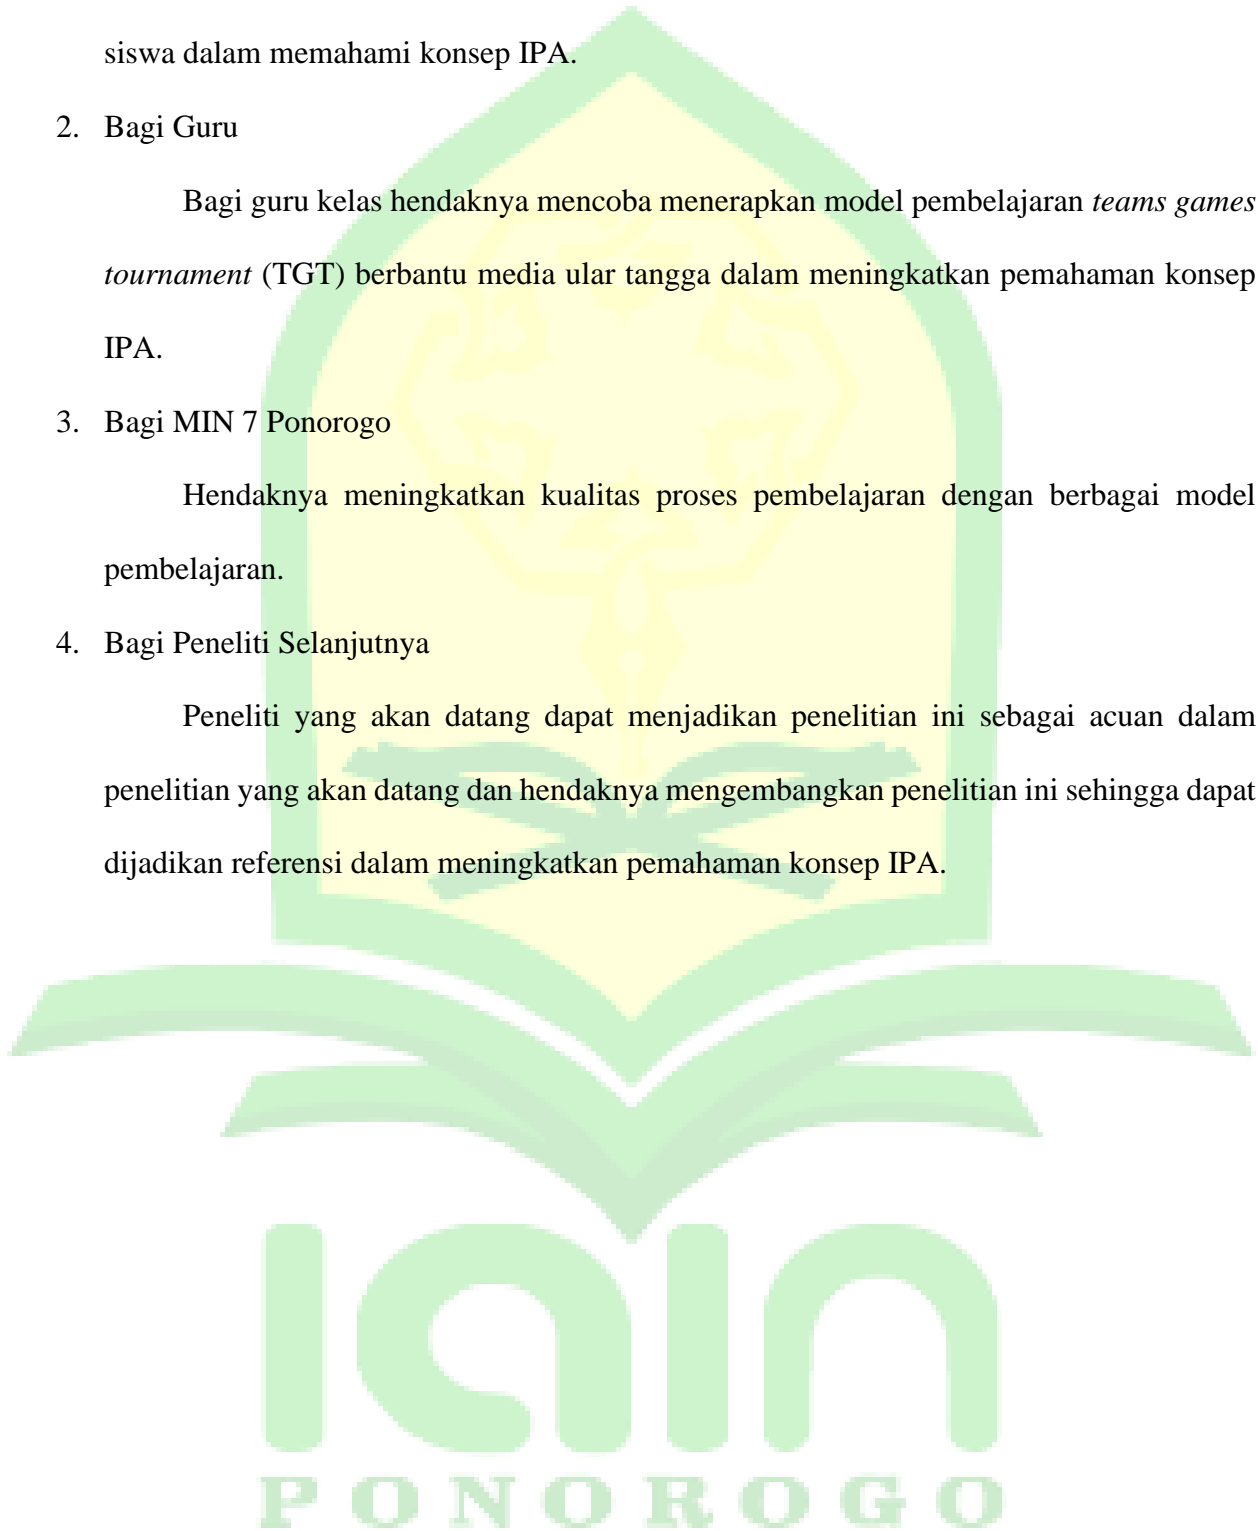 siswa dalam memahami konsep IPA.
2. Bagi Guru
Bagi guru kelas hendaknya mencoba menerapkan model pembelajaran teams games
tournament (TGT) berbantu media ular tangga dalam meningkatkan pemahaman konsep
IPA.
3. Bagi MIN 7 Ponorogo
Hendaknya meningkatkan kualitas proses pembelajaran dengan berbagai model
pembelajaran.
4. Bagi Peneliti Selanjutnya
Peneliti yang akan datang dapat menjadikan penelitian ini sebagai acuan dalam
penelitian yang akan datang dan hendaknya mengembangkan penelitian ini sehingga dapat
dijadikan referensi dalam meningkatkan pemahaman konsep IPA.
iain
PONOROGO